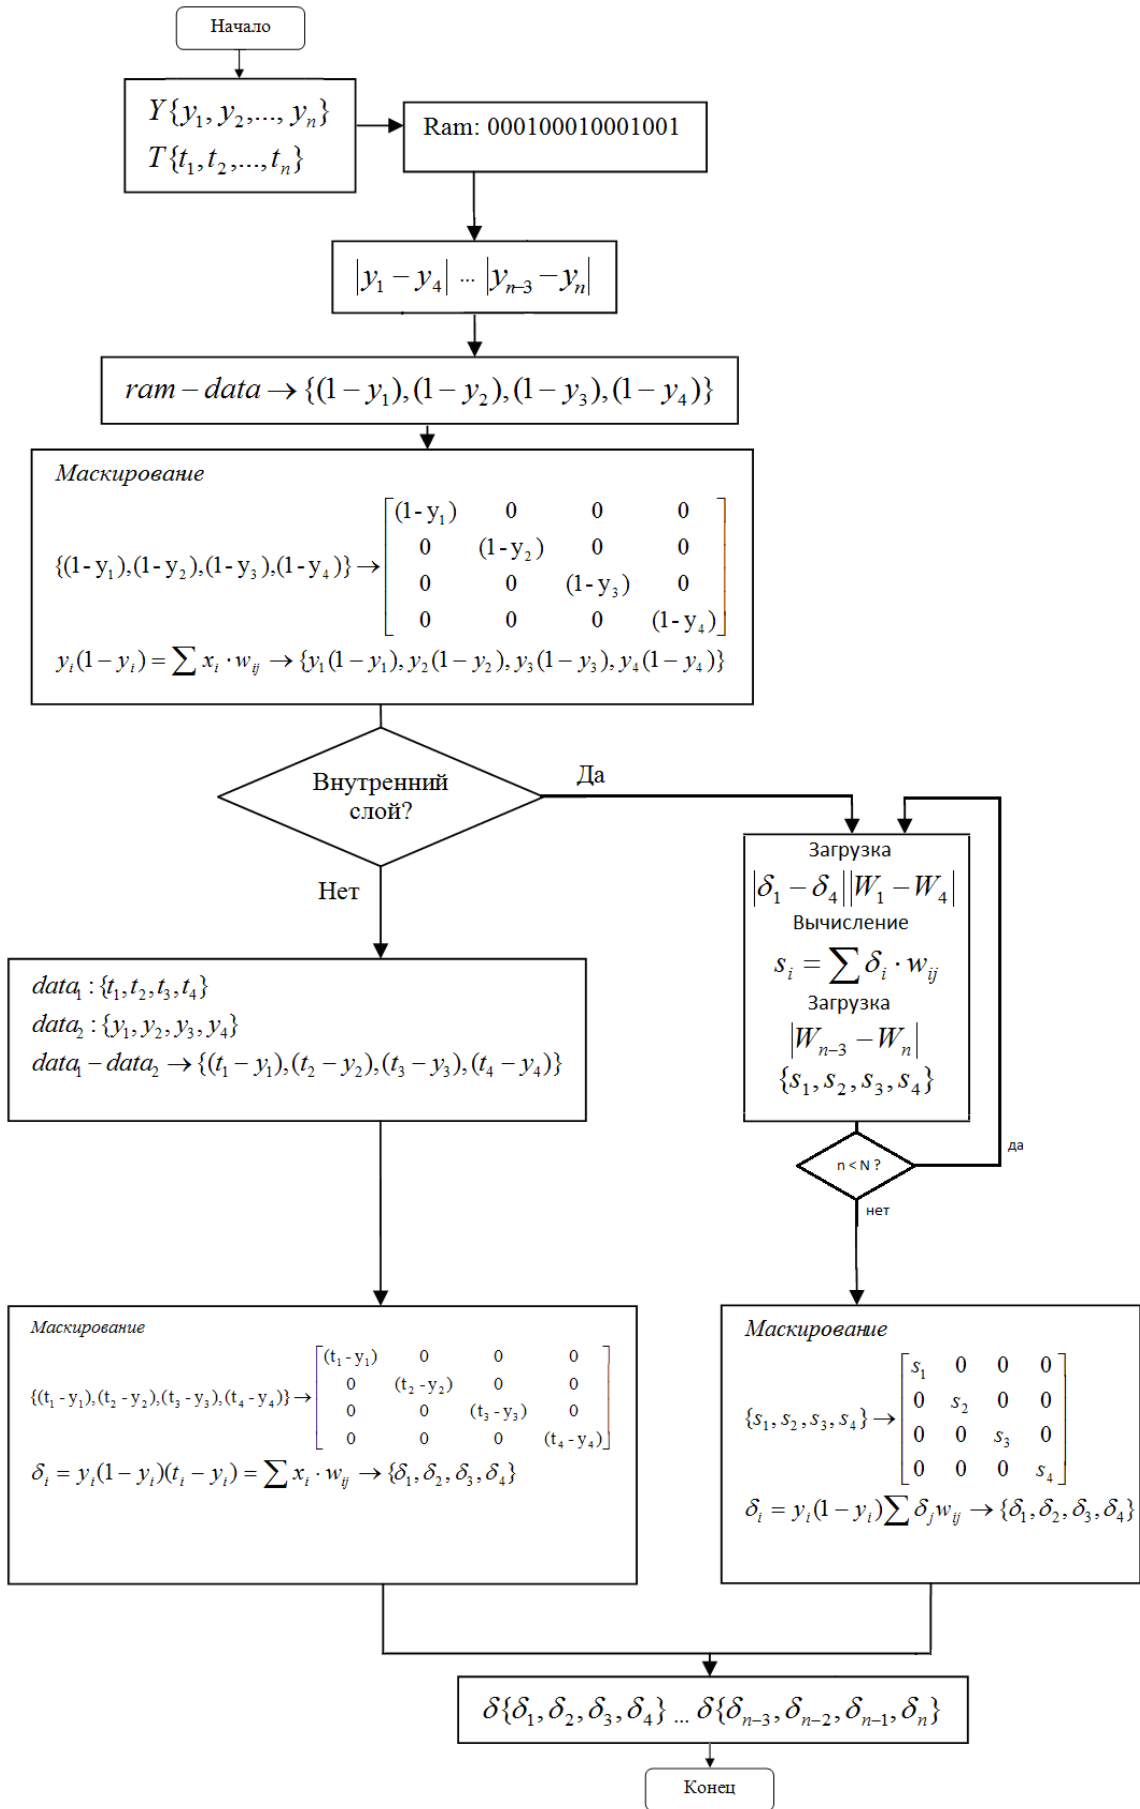 Начало
Y{y₁, y₂,..., yₙ}
T{t₁, t₂,..., tₙ}
Ram: 000100010001001
|y₁ − y₄| ... |yₙ₋₃ − yₙ|
ram − data → {(1 − y₁), (1 − y₂), (1 − y₃), (1 − y₄)}
Маскирование
(1-y₁) 0 0 0
0 (1-y₂) 0 0
{(1-y₁),(1-y₂),(1-y₃),(1-y₄)} →
0 0 (1-y₃) 0
0 0 0 (1-y₄)
yᵢ(1 − yᵢ) = ∑ xᵢ · wᵢⱼ → {y₁(1 − y₁), y₂(1 − y₂), y₃(1 − y₃), y₄(1 − y₄)}
Внутренний
слой?
Да
Нет
Загрузка
|δ₁ − δ₄||W₁ − W₄|
Вычисление
sᵢ = ∑ δᵢ · wᵢⱼ
Загрузка
|Wₙ₋₃ − Wₙ|
{s₁, s₂, s₃, s₄}
n < N ?
да
нет
data₁ : {t₁, t₂, t₃, t₄}
data₂ : {y₁, y₂, y₃, y₄}
data₁ − data₂ → {(t₁ − y₁), (t₂ − y₂), (t₃ − y₃), (t₄ − y₄)}
Маскирование
(t₁ - y₁) 0 0 0
0 (t₂ - y₂) 0 0
{(t₁ - y₁),(t₂ - y₂),(t₃ - y₃),(t₄ - y₄)} →
0 0 (t₃ - y₃) 0
0 0 0 (t₄ - y₄)
δᵢ = yᵢ(1 − yᵢ)(tᵢ − yᵢ) = ∑ xᵢ · wᵢⱼ → {δ₁, δ₂, δ₃, δ₄}
Маскирование
s₁ 0 0 0
0 s₂ 0 0
{s₁, s₂, s₃, s₄} →
0 0 s₃ 0
0 0 0 s₄
δᵢ = yᵢ(1 − yᵢ)∑ δⱼwᵢⱼ → {δ₁, δ₂, δ₃, δ₄}
δ{δ₁, δ₂, δ₃, δ₄} ... δ{δₙ₋₃, δₙ₋₂, δₙ₋₁, δₙ}
Конец